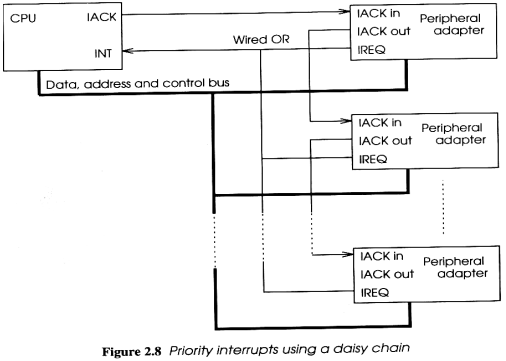 CPU
IACK
INT
Wired OR
Data, address and control bus
IACK in
IACK out
IREQ
Peripheral
adapter
IACK in
IACK out
IREQ
Peripheral
adapter
IACK in
IACK out
IREQ
Peripheral
adapter
Figure 2.8 Priority interrupts using a daisy chain